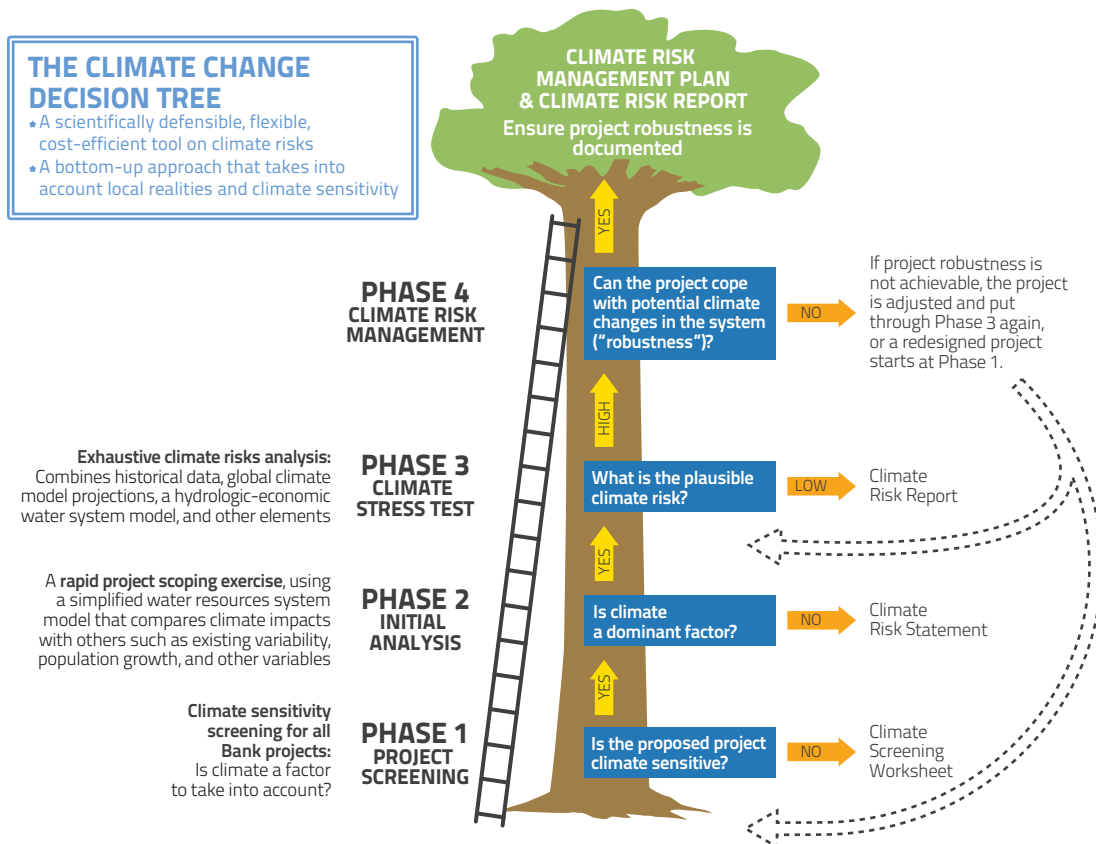 THE CLIMATE CHANGE
DECISION TREE
A scientifically defensible, flexible,
cost-efficient tool on climate risks
A bottom-up approach that takes into
account local realities and climate sensitivity
CLIMATE RISK
MANAGEMENT PLAN
& CLIMATE RISK REPORT
Ensure project robustness is
documented
YES
PHASE 4
CLIMATE RISK
MANAGEMENT
Can the project cope
with potential climate
changes in the system
("robustness")?
NO
If project robustness is
not achievable, the project
is adjusted and put
through Phase 3 again,
or a redesigned project
starts at Phase 1.
HIGH
Exhaustive climate risks analysis:
Combines historical data, global climate
model projections, a hydrologic-economic
water system model, and other elements
PHASE 3
CLIMATE
STRESS TEST
What is the plausible
climate risk?
LOW
Climate
Risk Report
YES
A rapid project scoping exercise, using
a simplified water resources system
model that compares climate impacts
with others such as existing variability,
population growth, and other variables
PHASE 2
INITIAL
ANALYSIS
Is climate
a dominant factor?
NO
Climate
Risk Statement
YES
Climate sensitivity
screening for all
Bank projects:
Is climate a factor
to take into account?
PHASE 1
PROJECT
SCREENING
Is the proposed project
climate sensitive?
NO
Climate
Screening
Worksheet